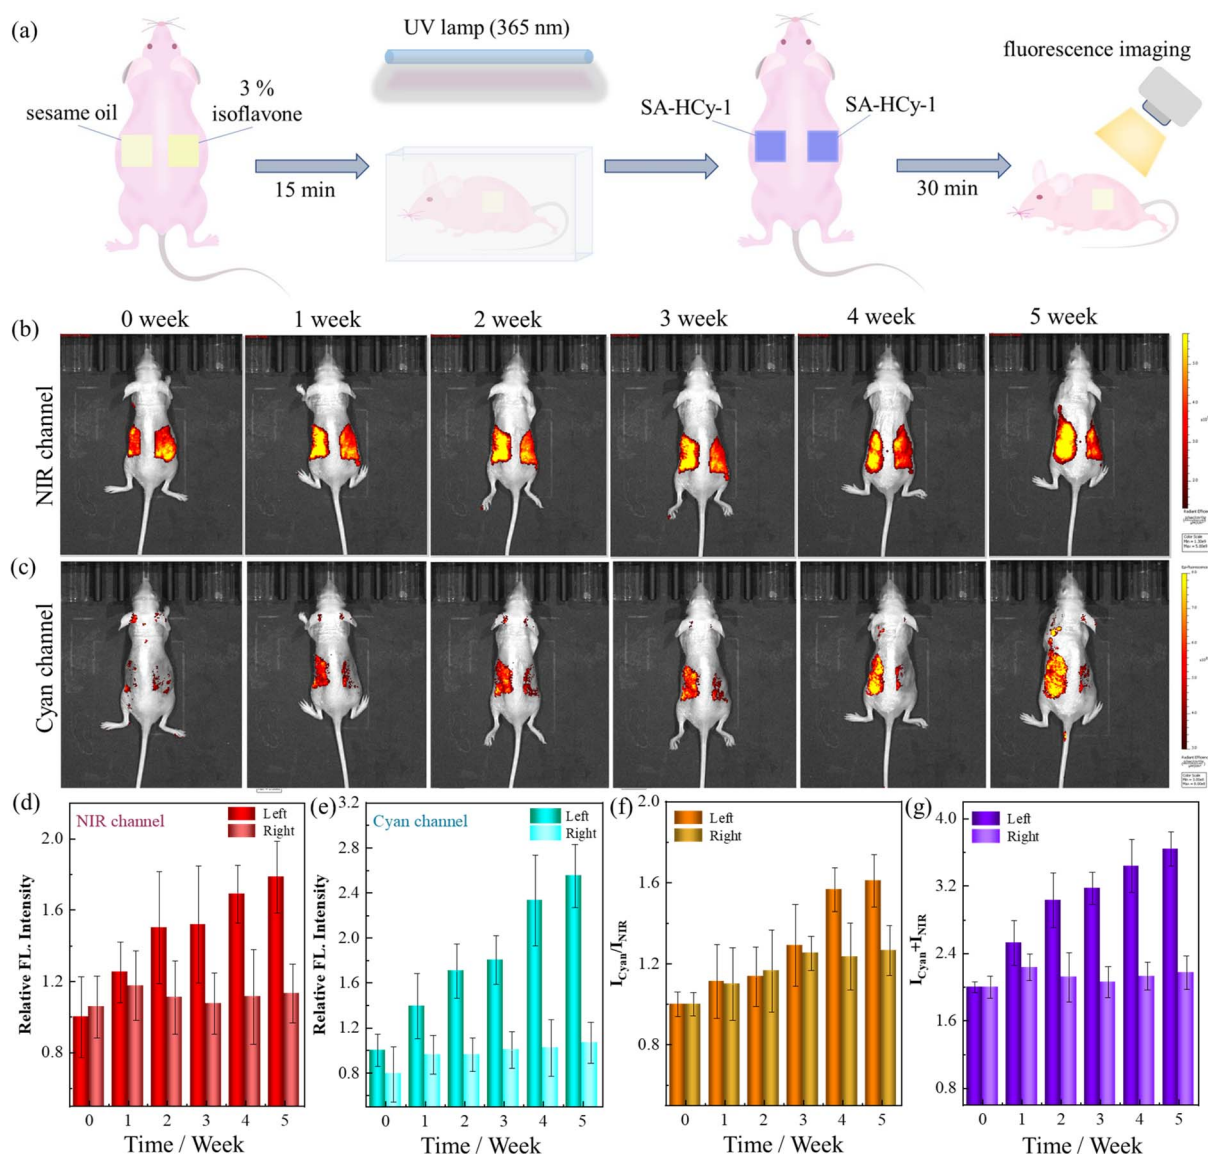 (a)
UV lamp (365 nm)
fluorescence imaging
3 %
isoflavone
sesame oil
SA-HCy-1
SA-HCy-1
15 min
30 min
(b)
0 week
1 week
2 week
3 week
4 week
5 week
NIR channel
(c)
Cyan channel
(d)
NIR channel
Left
Right
Relative FL. Intensity
2.0
1.6
1.2
0.8
0 1 2 3 4 5
Time / Week
(e)
Cyan channel
Left
Right
Relative FL. Intensity
3.2
2.8
2.4
2.0
1.6
1.2
0.8
0 1 2 3 4 5
Time / Week
(f)
Left
Right
I_Cyan/I_NIR
2.0
1.6
1.2
0.8
0 1 2 3 4 5
Time / Week
(g)
Left
Right
I_Cyan+I_NIR
4.0
3.2
2.4
1.6
0.8
0 1 2 3 4 5
Time / Week